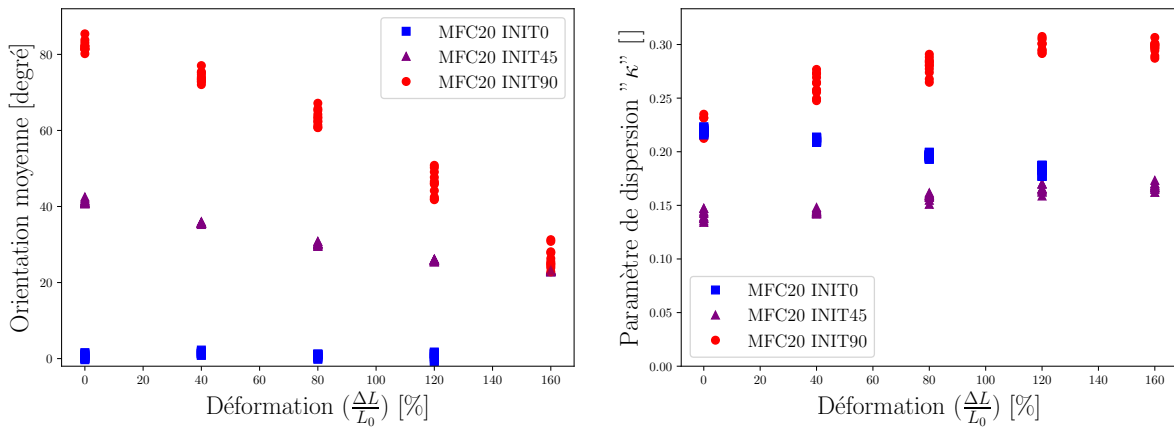 Orientation moyenne [degré]
80
60
40
20
0
0 20 40 60 80 100 120 140 160
Déformation (ΔL/L₀) [%]
MFC20 INIT0
MFC20 INIT45
MFC20 INIT90
Paramètre de dispersion "κ" []
0.30
0.25
0.20
0.15
0.10
0.05
0.00
0 20 40 60 80 100 120 140 160
Déformation (ΔL/L₀) [%]
MFC20 INIT0
MFC20 INIT45
MFC20 INIT90